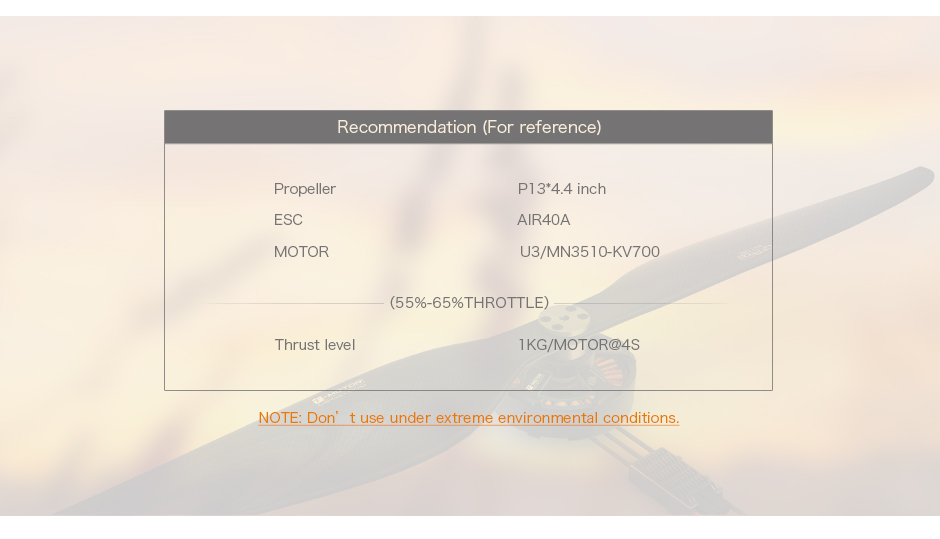 Recommendation (For reference)
Propeller P13*4.4 inch
ESC AIR40A
MOTOR U3/MN3510-KV700
(55%-65%THROTTLE)
Thrust level 1KG/MOTOR@4S
NOTE: Don’t use under extreme environmental conditions.